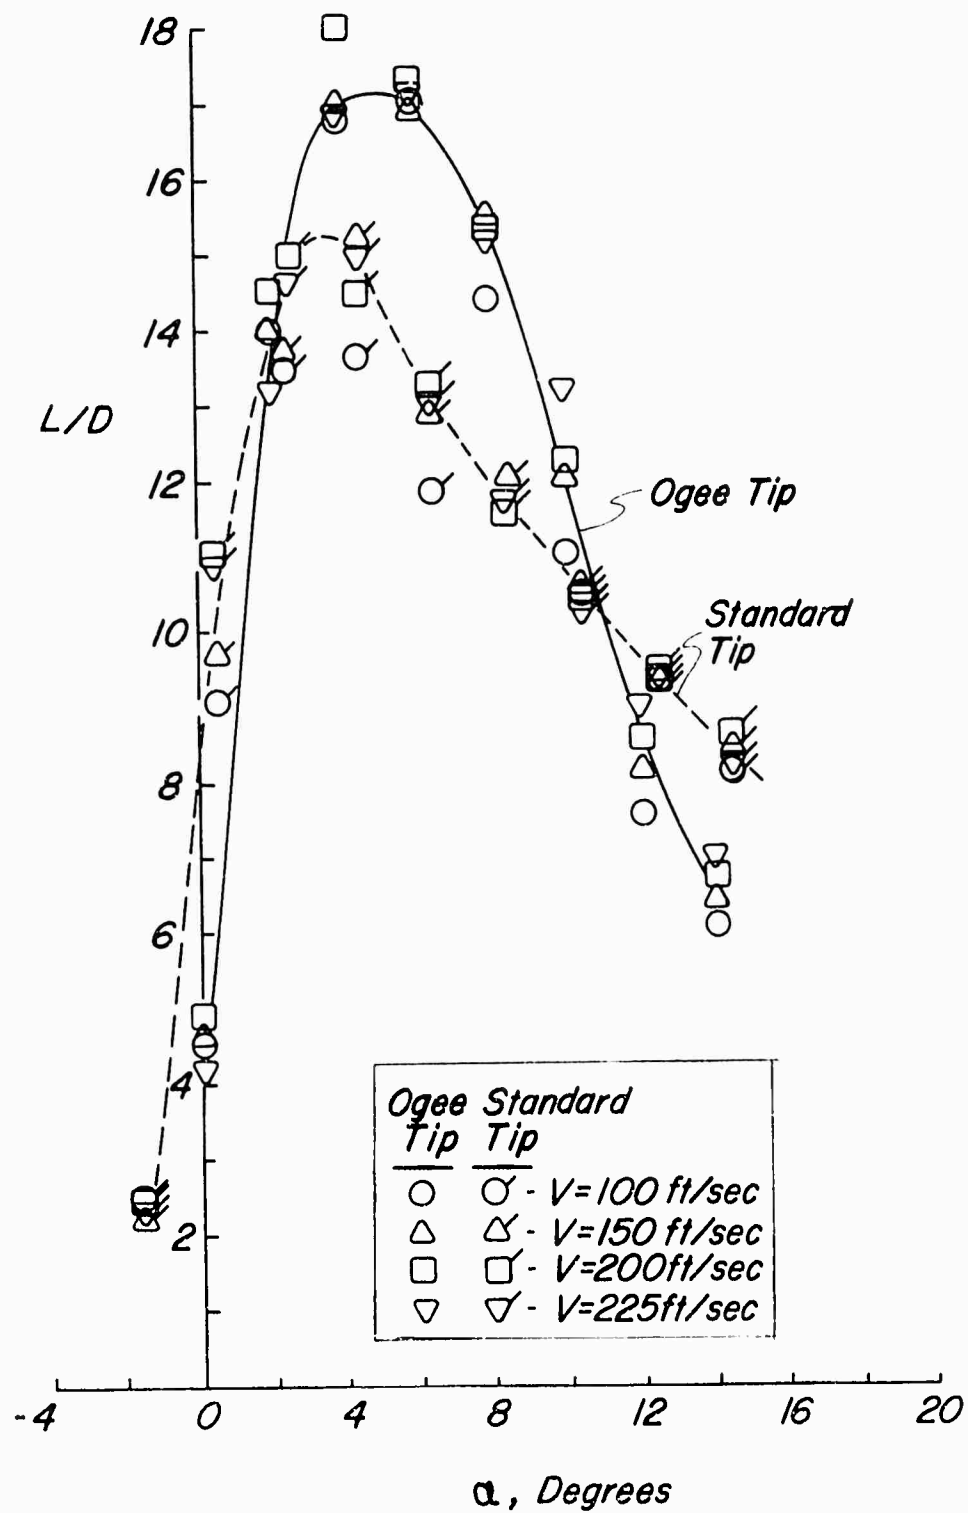 18
16
14
L/D
12
Ogee Tip
10
Standard
Tip
8
6
4
Ogee Standard
Tip Tip
- V=100 ft/sec
- V=150 ft/sec
- V=200ft/sec
- V=225ft/sec
2
-4 0 4 8 12 16 20
α, Degrees